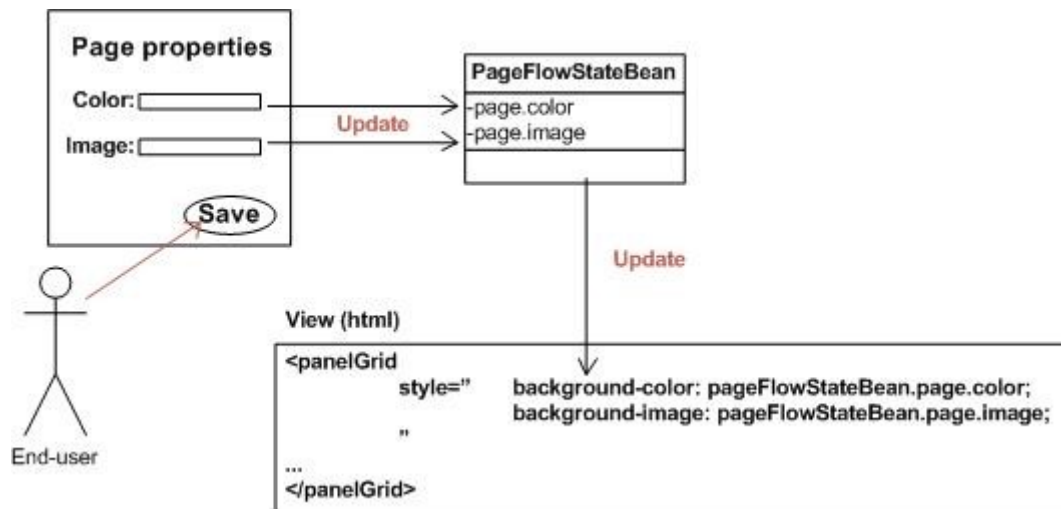 Page properties
Color:
Image:
Save
Update
PageFlowStateBean
-page.color
-page.image
Update
End-user
View (html)
<panelGrid
style=” background-color: pageFlowStateBean.page.color;
background-image: pageFlowStateBean.page.image;
”
...
</panelGrid>